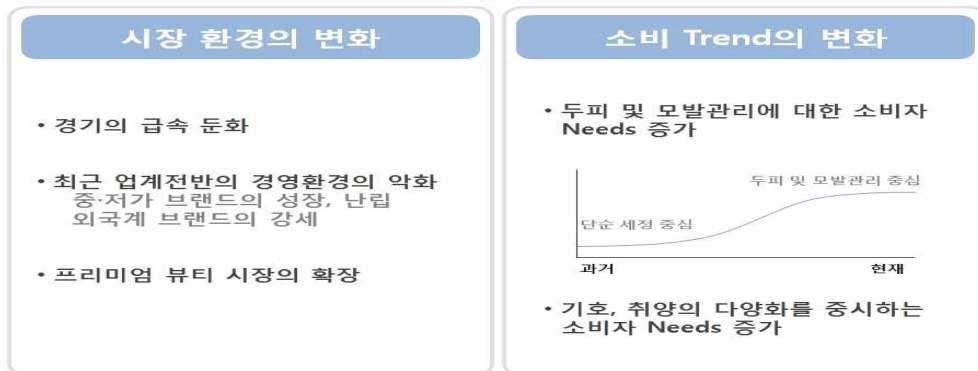 시장 환경의 변화
• 경기의 급속 둔화
• 최근 업계전반의 경영환경의 악화
중·저가 브랜드의 성장, 난립
외국계 브랜드의 강세
• 프리미엄 뷰티 시장의 확장
소비 Trend의 변화
• 두피 및 모발관리에 대한 소비자
Needs 증가
두피 및 모발관리 중심
단순 세정 중심
과거 현재
• 기호, 취양의 다양화를 중시하는
소비자 Needs 증가